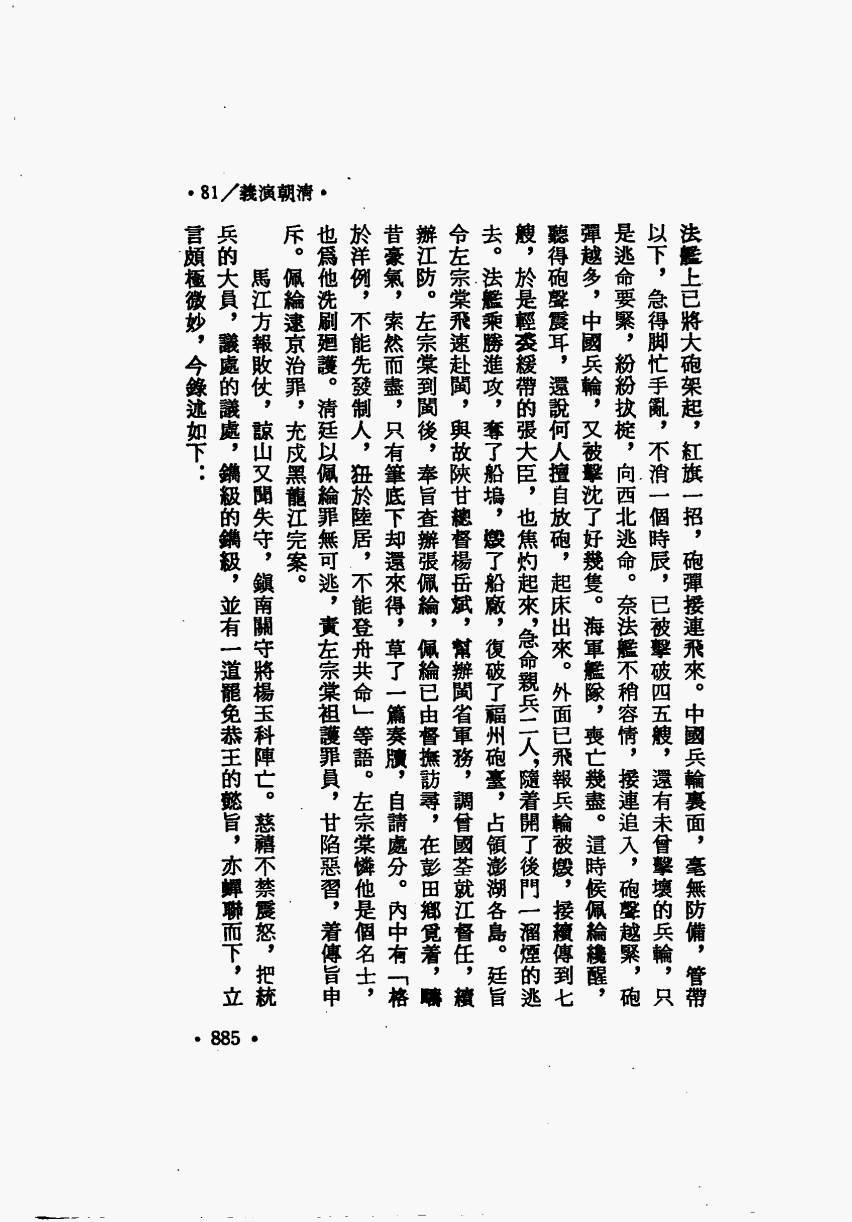 •81／義演朝清•
法艦上已將大砲架起，紅旗一招，砲彈接連飛來。中國兵輪裏面，毫無防備，管帶
以下，急得脚忙手亂，不消一個時辰，已被擊破四五艘，還有未曾擊壞的兵輪，只
是逃命要緊，紛紛拔椗，向西北逃命。奈法艦不稍容情，接連追入，砲聲越緊，砲
彈越多，中國兵輪，又被擊沈了好幾隻。海軍艦隊，喪亡幾盡。這時候佩綸纔醒，
聽得砲聲震耳，還說何人擅自放砲，起床出來。外面已飛報兵輪被燬，接續傳到七
艘，於是輕裘緩帶的張大臣，也焦灼起來，急命親兵二人，隨着開了後門一溜煙的逃
去。法艦乘勝進攻，奪了船塢，燬了船廠，復破了福州砲臺，占領澎湖各島。廷旨
令左宗棠飛速赴閩，與故陝甘總督楊岳斌，幫辦閩省軍務，調曾國荃就江督任，續
辦江防。左宗棠到閩後，奉旨查辦張佩綸，佩綸已由督撫訪尋，在彭田鄉覓着，疇
昔豪氣，索然而盡，只有筆底下却還來得，草了一篇奏牘，自請處分。內中有「格
於洋例，不能先發制人，狃於陸居，不能登舟共命」等語。左宗棠憐他是個名士，
也爲他洗刷廻護。清廷以佩綸罪無可逃，責左宗棠袒護罪員，甘陷惡習，着傳旨申
斥。佩綸逮京治罪，充戍黑龍江完案。
馬江方報敗仗，諒山又聞失守，鎭南關守將楊玉科陣亡。慈禧不禁震怒，把統
兵的大員，議處的議處，鐫級的鐫級，並有一道罷免恭王的懿旨，亦蟬聯而下，立
言頗極微妙，今錄述如下：
•885•